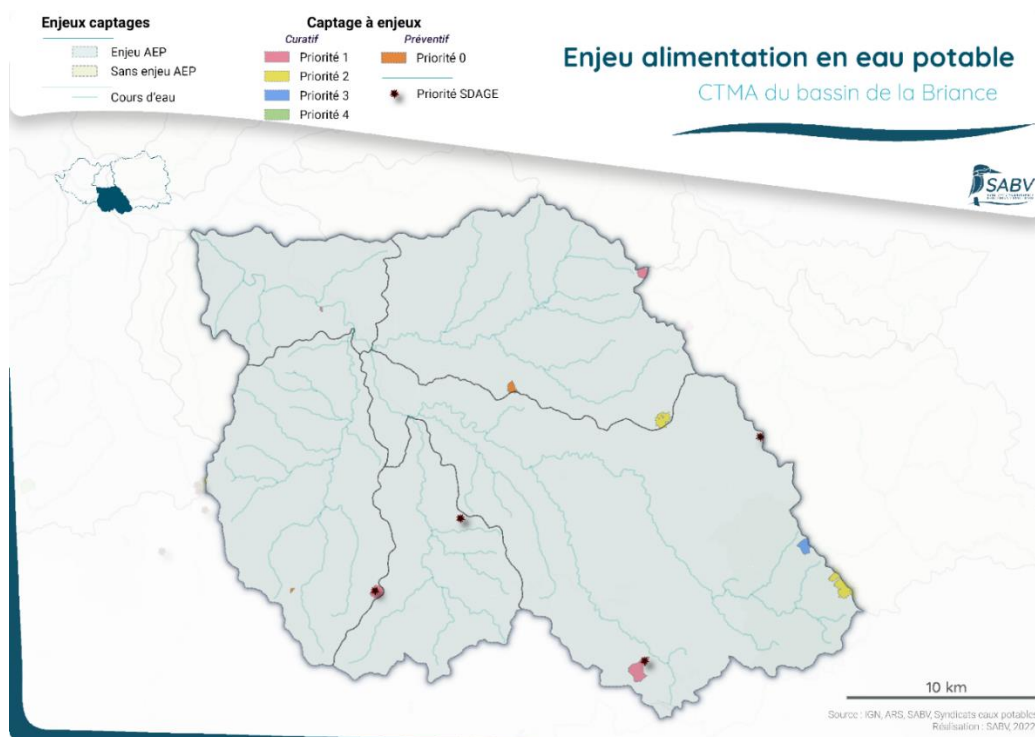 Enjeux captages
Enjeu AEP
Sans enjeu AEP
Cours d'eau
Captage à enjeux
Curatif
Priorité 1
Priorité 2
Priorité 3
Priorité 4
Préventif
Priorité 0
Priorité SDAGE
Enjeu alimentation en eau potable
CTMA du bassin de la Briance
SABV
10 km
Source : IGN, ARS, SABV, Syndicats eaux potables
Réalisation : SABV, 2022